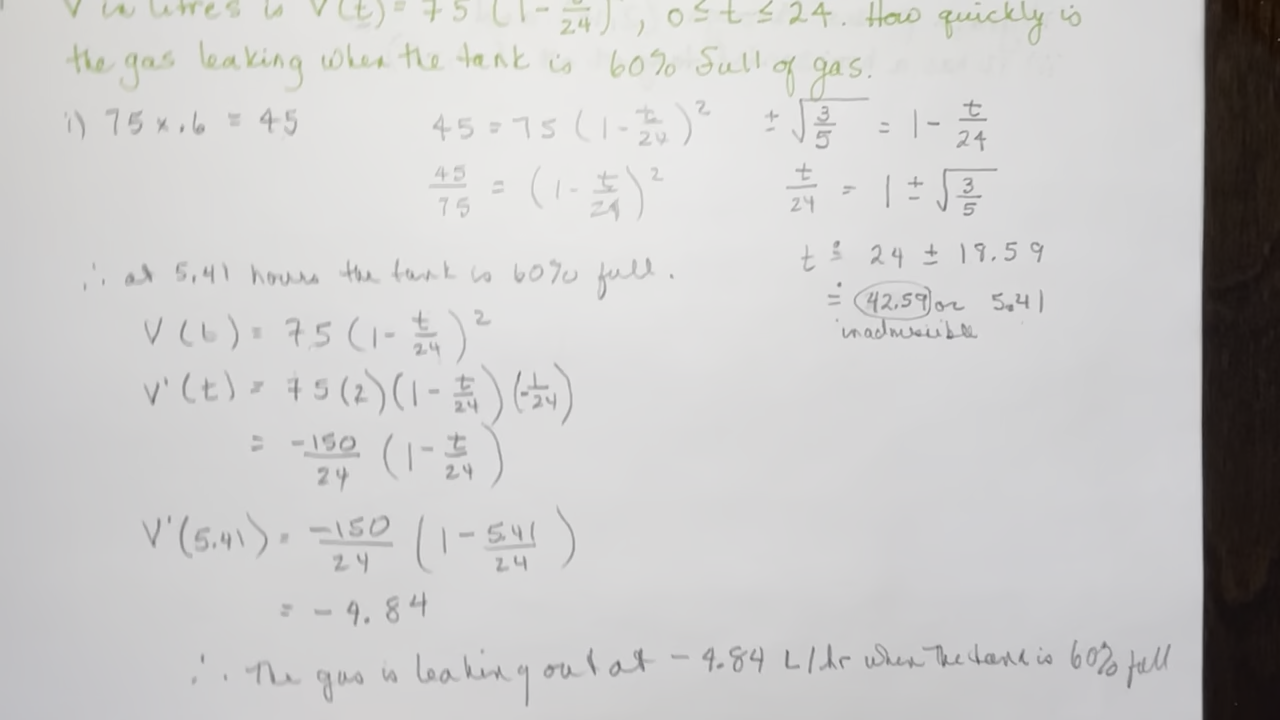 V in litres is V(t) = 75 (1 - t/24)², 0 ≤ t ≤ 24. How quickly is
the gas leaking when the tank is 60% full of gas.
i) 75 x .6 = 45
45 = 75 (1 - t/24)²
45/75 = (1 - t/24)²
± √(3/5) = 1 - t/24
t/24 = 1 ± √(3/5)
t ≐ 24 ± 18.59
≐ 42.59 or 5.41
inadmissible
∴ at 5.41 hours the tank is 60% full.
V(t) = 75 (1 - t/24)²
V'(t) = 75(2)(1 - t/24)(-1/24)
= -150/24 (1 - t/24)
V'(5.41) = -150/24 (1 - 5.41/24)
= - 4.84
∴ The gas is leaking out at - 4.84 L/hr when the tank is 60% full